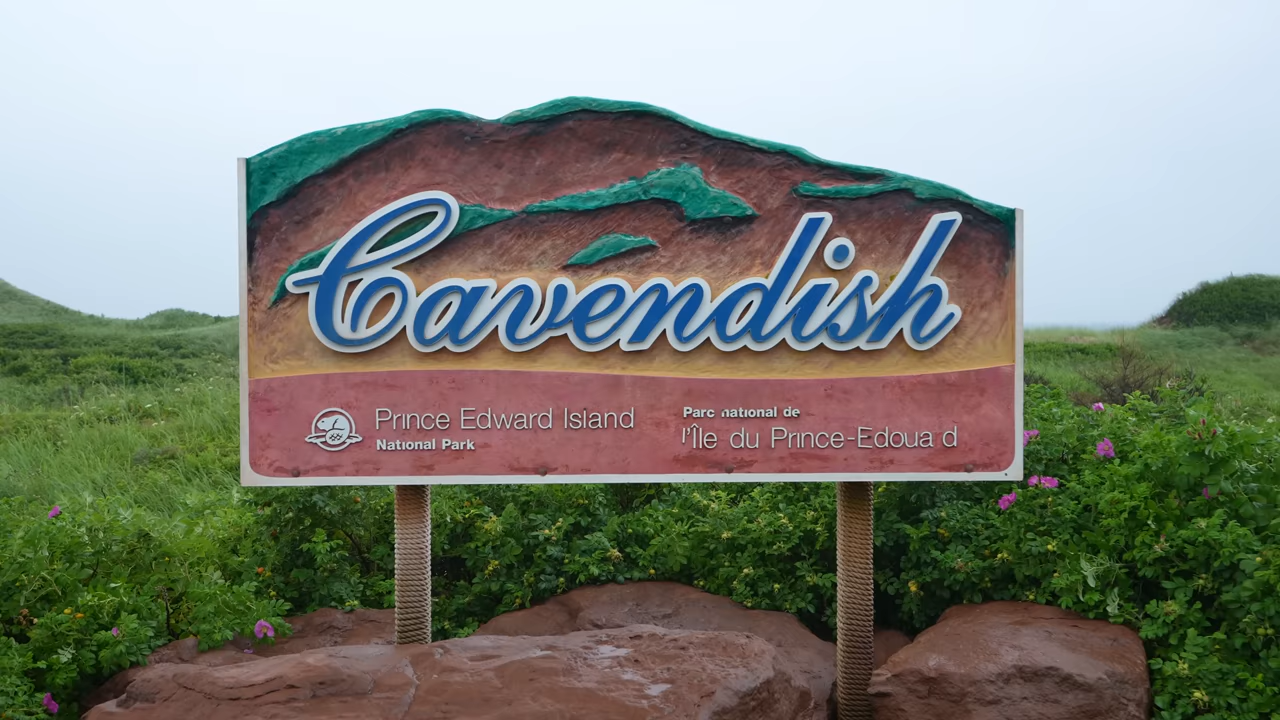 Cavendish
Prince Edward Island
National Park
Parc national de
l'Île du Prince-Edoua d